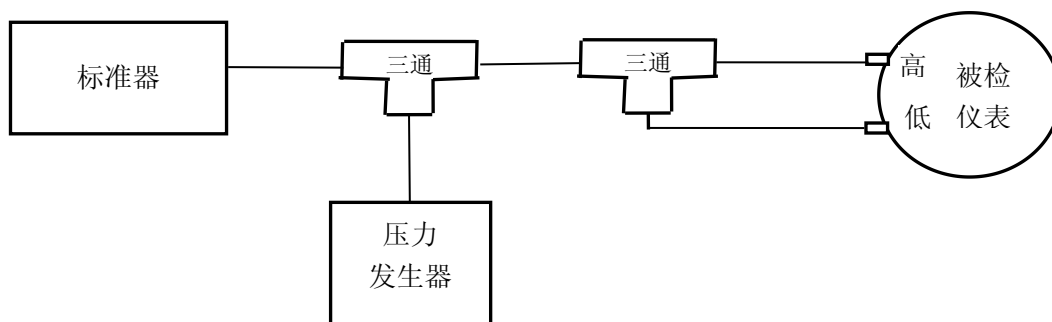 标准器
三通
三通
高
低
被检
仪表
压力
发生器